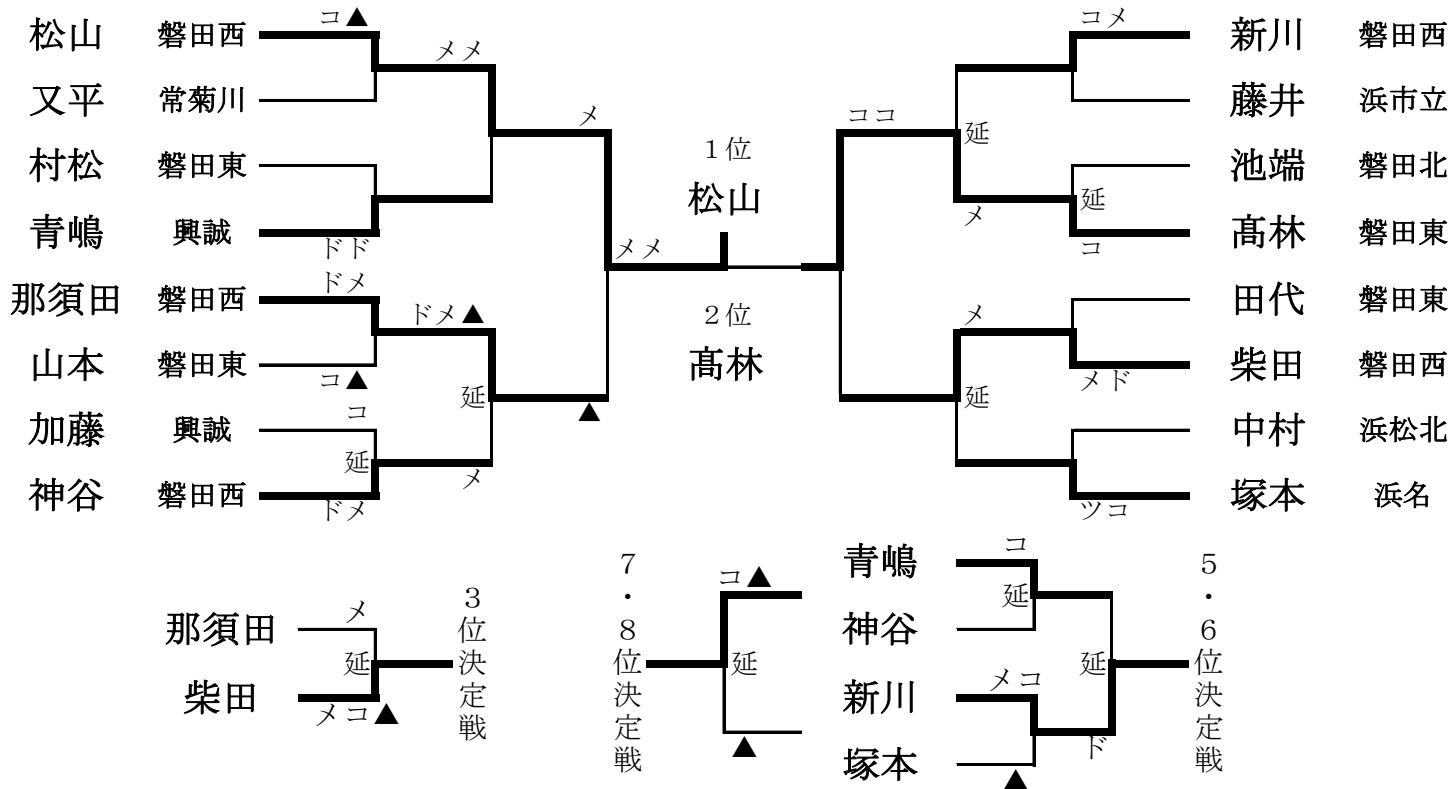 コ▲
松山 磐田西
メメ
又平 常菊川
メ
村松 磐田東
青嶋 興誠
ドド
ドメ
那須田 磐田西
ドメ▲
山本 磐田東
コ▲
コ
延
▲
加藤 興誠
延
神谷 磐田西
メ
ドメ
1位
松山
メメ
2位
髙林
コメ
新川 磐田西
藤井 浜市立
ココ
延
池端 磐田北
延
メ
髙林 磐田東
コ
田代 磐田東
メ
柴田 磐田西
メド
延
中村 浜松北
塚本 浜名
ツコ
那須田
メ
延
柴田
メコ▲
3位決定戦
7・8位決定戦
コ▲
延
▲
青嶋
コ
延
神谷
新川
メコ
延
塚本
ド
▲
5・6位決定戦